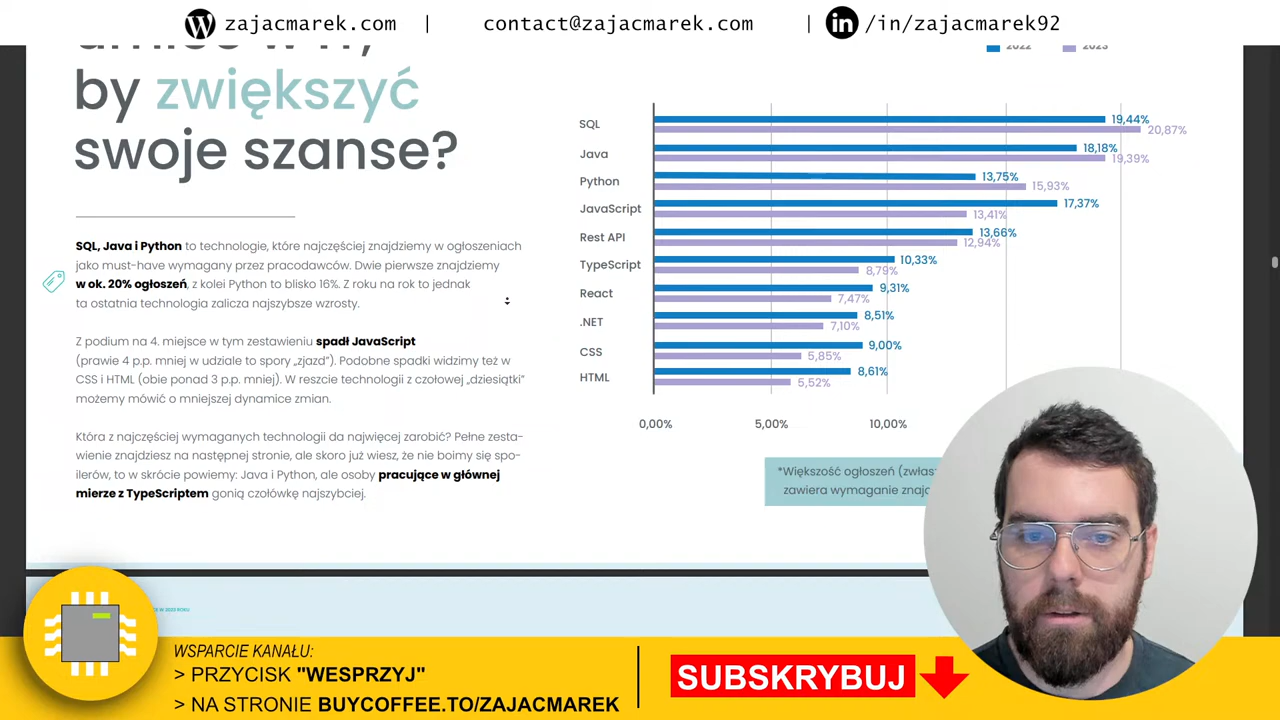 zajacmarek.com | contact@zajacmarek.com | /in/zajacmarek92
by zwiększyć
swoje szanse?
SQL, Java i Python to technologie, które najczęściej znajdziemy w ogłoszeniach
jako must-have wymagany przez pracodawców. Dwie pierwsze znajdziemy
w ok. 20% ogłoszeń, z kolei Python to blisko 16%. Z roku na rok to jednak
ta ostatnia technologia zalicza najszybsze wzrosty.
Z podium na 4. miejsce w tym zestawieniu spadł JavaScript
(prawie 4 p.p. mniej w udziale to spory „zjazd”). Podobne spadki widzimy też w
CSS i HTML (obie ponad 3 p.p. mniej). W reszcie technologii z czołowej „dziesiątki”
możemy mówić o mniejszej dynamice zmian.
Która z najczęściej wymaganych technologii da najwięcej zarobić? Pełne zesta-
wienie znajdziesz na następnej stronie, ale skoro już wiesz, że nie boimy się spo-
ilerów, to w skrócie powiemy: Java i Python, ale osoby pracujące w głównej
mierze z TypeScriptem gonią czołówkę najszybciej.
2022 2023
SQL 19,44%
20,87%
Java 18,18%
19,39%
Python 13,75%
15,93%
JavaScript 17,37%
13,41%
Rest API 13,66%
12,94%
TypeScript 10,33%
8,79%
React 9,31%
7,47%
.NET 8,51%
7,10%
CSS 9,00%
5,85%
HTML 8,61%
5,52%
0,00% 5,00% 10,00%
*Większość ogłoszeń
zawiera wymaganie
WSPARCIE KANAŁU:
> PRZYCISK "WESPRZYJ"
> NA STRONIE BUYCOFFEE.TO/ZAJACMAREK
SUBSKRYBUJ